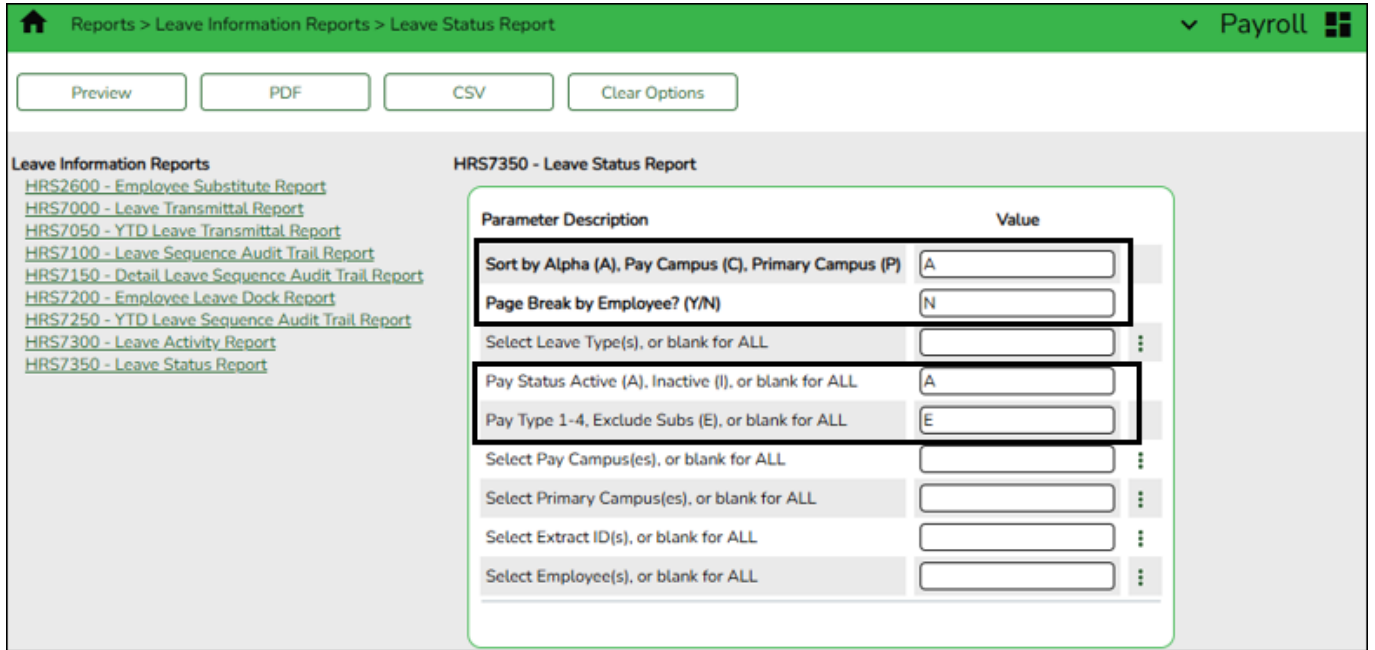 Reports > Leave Information Reports > Leave Status Report
Payroll
Preview
PDF
CSV
Clear Options
Leave Information Reports
HRS2600 - Employee Substitute Report
HRS7000 - Leave Transmittal Report
HRS7050 - YTD Leave Transmittal Report
HRS7100 - Leave Sequence Audit Trail Report
HRS7150 - Detail Leave Sequence Audit Trail Report
HRS7200 - Employee Leave Dock Report
HRS7250 - YTD Leave Sequence Audit Trail Report
HRS7300 - Leave Activity Report
HRS7350 - Leave Status Report
HRS7350 - Leave Status Report
Parameter Description Value
Sort by Alpha (A), Pay Campus (C), Primary Campus (P) A
Page Break by Employee? (Y/N) N
Select Leave Type(s), or blank for ALL
Pay Status Active (A), Inactive (I), or blank for ALL A
Pay Type 1-4, Exclude Subs (E), or blank for ALL E
Select Pay Campus(es), or blank for ALL
Select Primary Campus(es), or blank for ALL
Select Extract ID(s), or blank for ALL
Select Employee(s), or blank for ALL